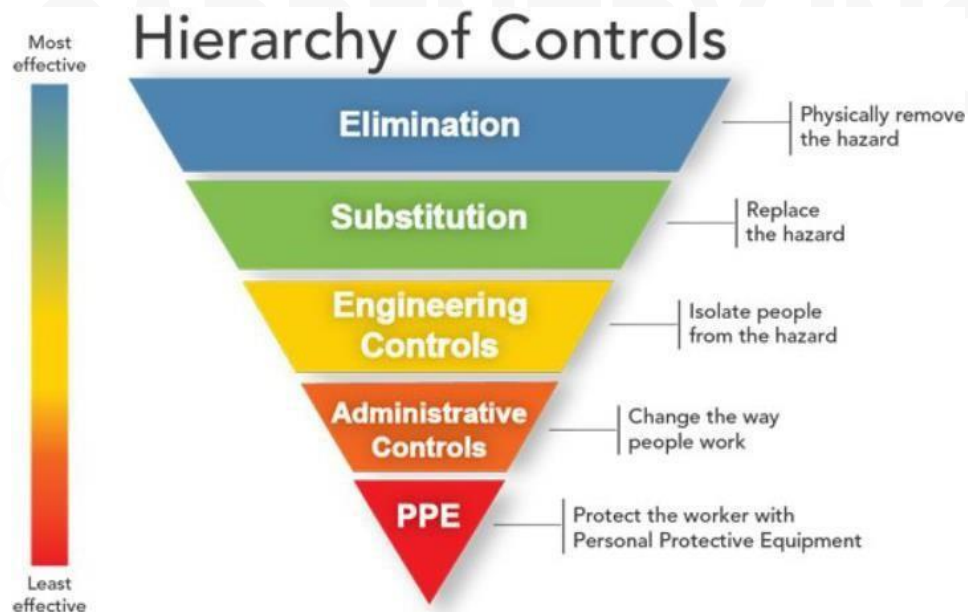 Hierarchy of Controls
Most
effective
Elimination
Physically remove
the hazard
Substitution
Replace
the hazard
Engineering
Controls
Isolate people
from the hazard
Administrative
Controls
Change the way
people work
PPE
Protect the worker with
Personal Protective Equipment
Least
effective